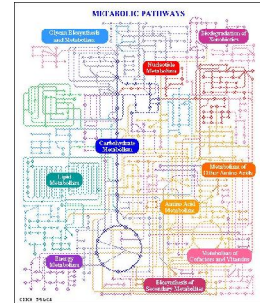 METABOLIC PATHWAYS
Glycan Biosynthesis
and Metabolism
Biodegradation of
Xenobiotics
Nucleotide
Metabolism
Carbohydrate
Metabolism
Metabolism of
Other Amino Acids
Lipid
Metabolism
Amino Acid
Metabolism
Energy
Metabolism
Metabolism of
Cofactors and Vitamins
Biosynthesis of
Secondary Metabolites